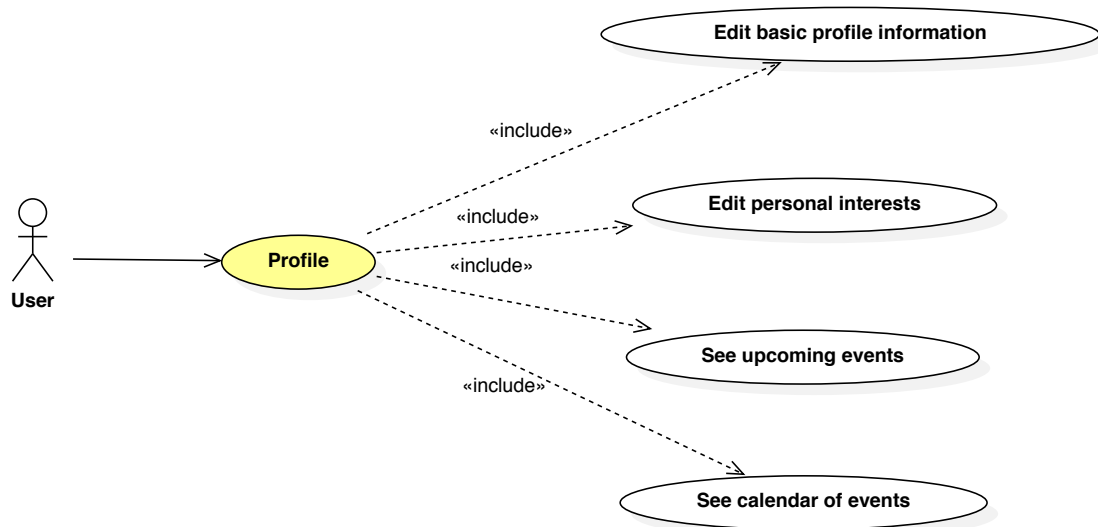 Edit basic profile information
«include»
Edit personal interests
«include»
Profile
«include»
User
See upcoming events
«include»
See calendar of events